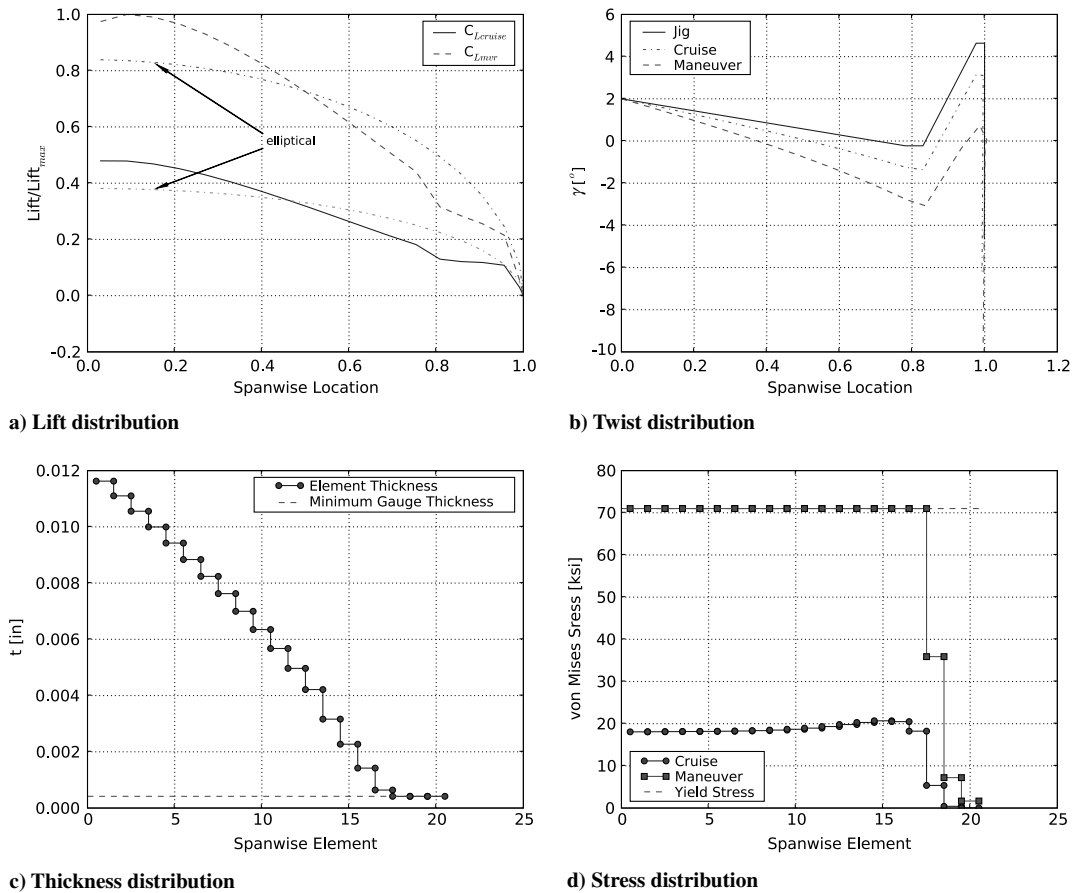 C_Lcruise
C_Lmvr
elliptical
Lift/Lift_max
1.0
0.8
0.6
0.4
0.2
0.0
-0.2
0.0 0.2 0.4 0.6 0.8 1.0
Spanwise Location
a) Lift distribution
Jig
Cruise
Maneuver
γ [°]
6
4
2
0
-2
-4
-6
-8
-10
0.0 0.2 0.4 0.6 0.8 1.0 1.2
Spanwise Location
b) Twist distribution
Element Thickness
Minimum Gauge Thickness
t [in]
0.012
0.010
0.008
0.006
0.004
0.002
0.000
0 5 10 15 20 25
Spanwise Element
c) Thickness distribution
von Mises Sress [ksi]
80
70
60
50
40
30
20
10
0
Cruise
Maneuver
Yield Stress
0 5 10 15 20 25
Spanwise Element
d) Stress distribution